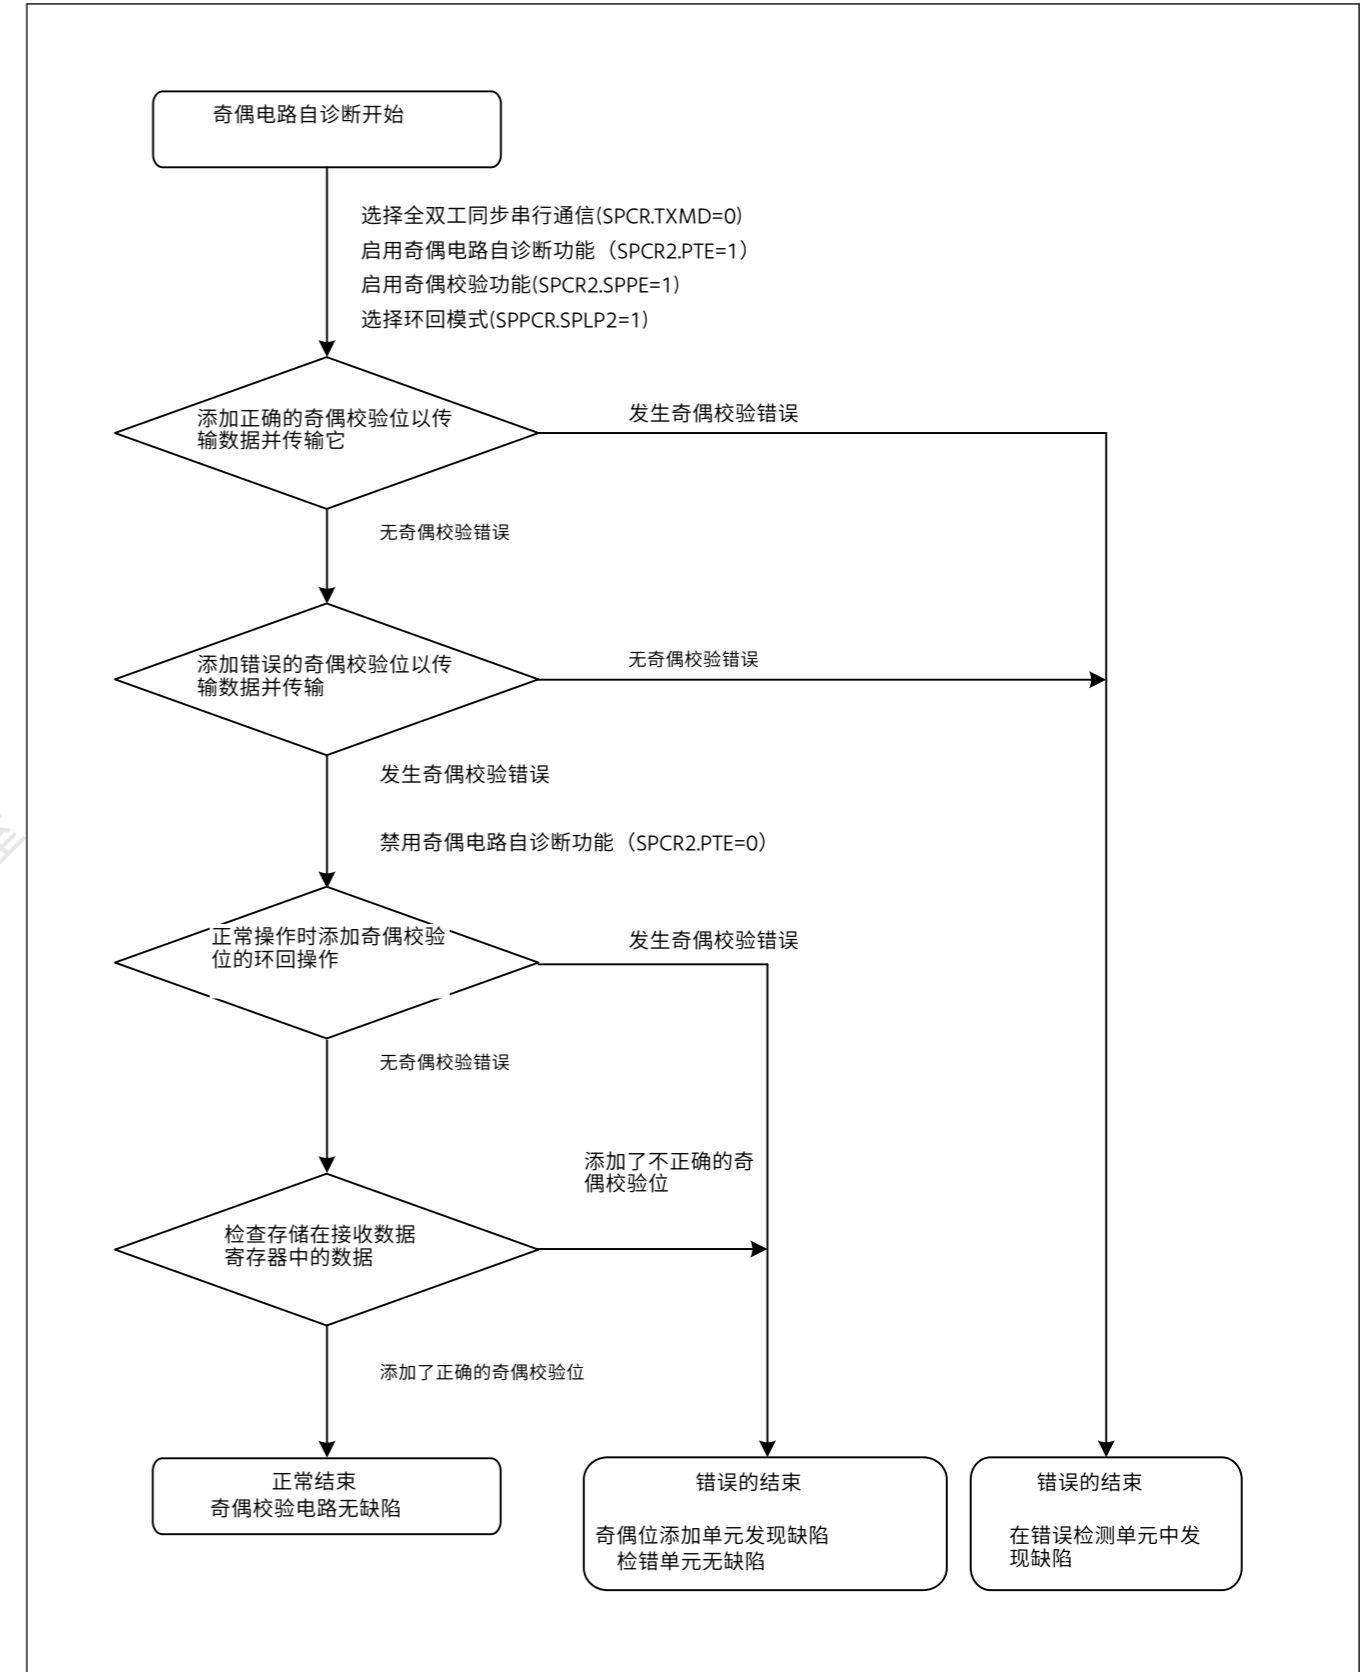 奇偶电路自诊断开始
选择全双工同步串行通信(SPCR.TXMD=0)
启用奇偶电路自诊断功能（SPCR2.PTE=1）
启用奇偶校验功能(SPCR2.SPPE=1)
选择环回模式(SPPCR.SPLP2=1)
添加正确的奇偶校验位以传
输数据并传输它
发生奇偶校验错误
无奇偶校验错误
添加错误的奇偶校验位以传
输数据并传输
无奇偶校验错误
发生奇偶校验错误
禁用奇偶电路自诊断功能（SPCR2.PTE=0）
正常操作时添加奇偶校验
位的环回操作
发生奇偶校验错误
无奇偶校验错误
添加了不正确的奇
偶校验位
检查存储在接收数据
寄存器中的数据
添加了正确的奇偶校验位
正常结束
奇偶校验电路无缺陷
错误的结束
奇偶位添加单元发现缺陷
检错单元无缺陷
错误的结束
在错误检测单元中发
现缺陷